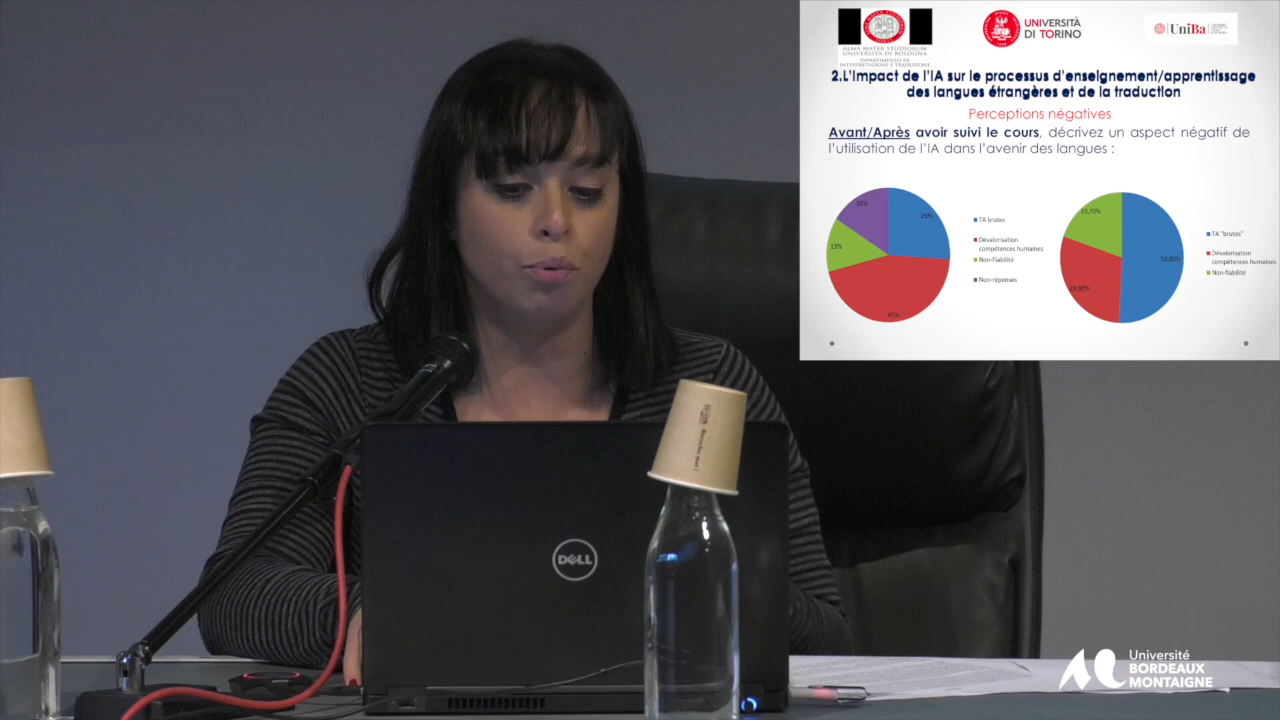 ALMA MATER STUDIORUM
UNIVERSITÀ DI BOLOGNA
DIPARTIMENTO DI
INTERPRETAZIONE E TRADUZIONE
UNIVERSITÀ
DI TORINO
UniBa
2.L'impact de l'IA sur le processus d'enseignement/apprentissage
des langues étrangères et de la traduction
Perceptions négatives
Avant/Après avoir suivi le cours, décrivez un aspect négatif de
l'utilisation de l'IA dans l'avenir des langues :
16%
26%
13%
45%
TA brutes
Dévalorisation
compétences humaines
Non-Fiabilité
Non-réponses
19,70%
50,80%
29,50%
TA "brutes"
Dévalorisation
compétences humaines
Non-fiabilité
DELL
Université
BORDEAUX
MONTAIGNE